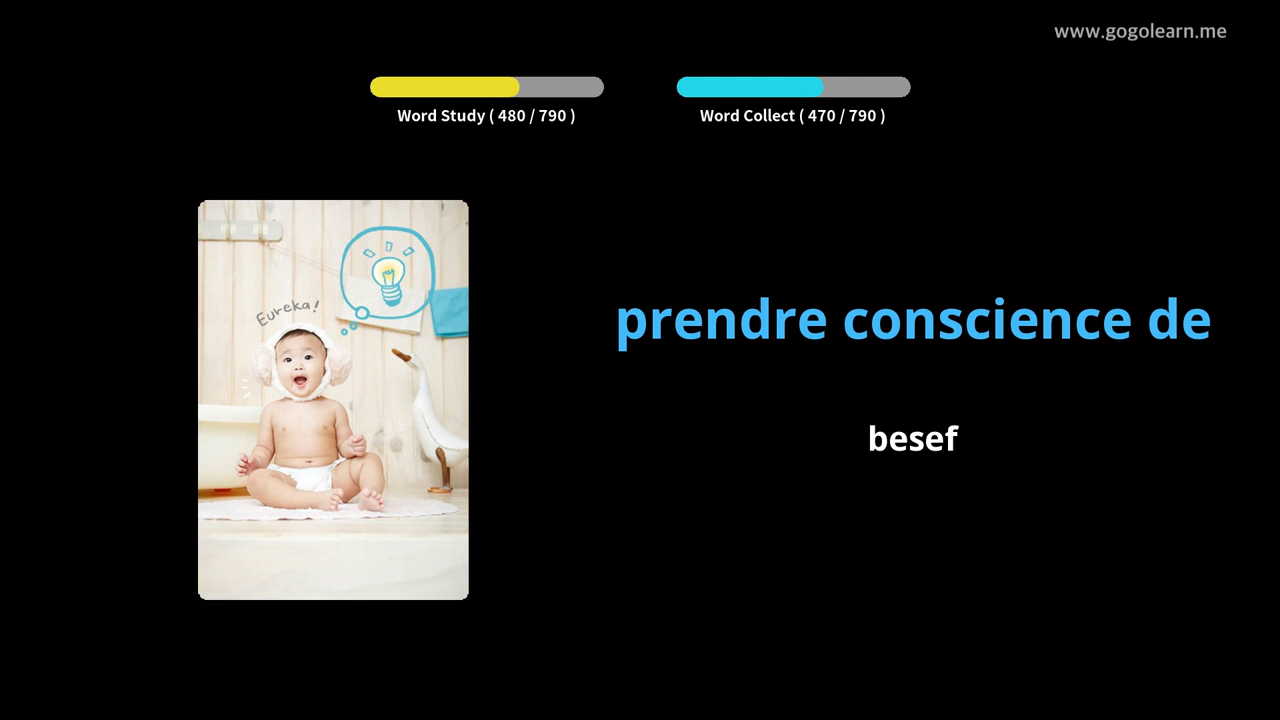 www.gogolearn.me
Word Study ( 480 / 790 )
Word Collect ( 470 / 790 )
Eureka!
prendre conscience de
besef